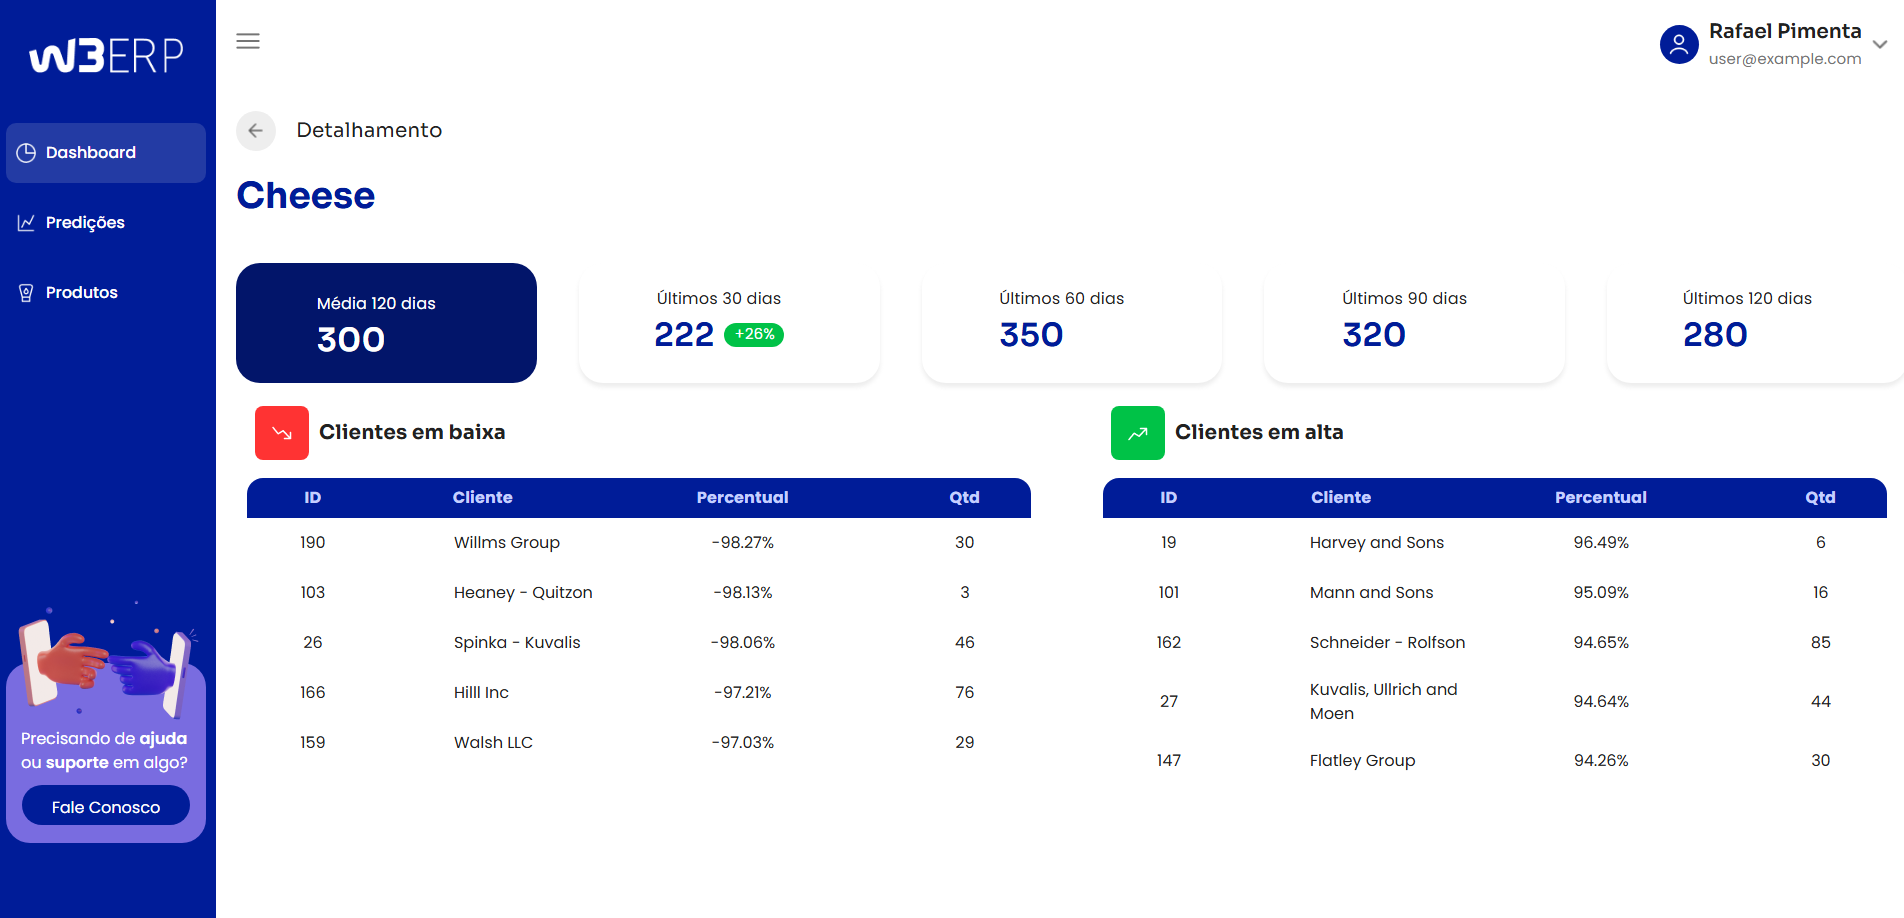 W3ERP
Rafael Pimenta
user@example.com
Dashboard
Predições
Produtos
Detalhamento
Cheese
Média 120 dias
300
Últimos 30 dias
222 +26%
Últimos 60 dias
350
Últimos 90 dias
320
Últimos 120 dias
280
Clientes em baixa
ID Cliente Percentual Qtd
190 Willms Group -98.27% 30
103 Heaney - Quitzon -98.13% 3
26 Spinka - Kuvalis -98.06% 46
166 Hilll Inc -97.21% 76
159 Walsh LLC -97.03% 29
Clientes em alta
ID Cliente Percentual Qtd
19 Harvey and Sons 96.49% 6
101 Mann and Sons 95.09% 16
162 Schneider - Rolfson 94.65% 85
27 Kuvalis, Ullrich and
Moen 94.64% 44
147 Flatley Group 94.26% 30
Precisando de ajuda
ou suporte em algo?
Fale Conosco